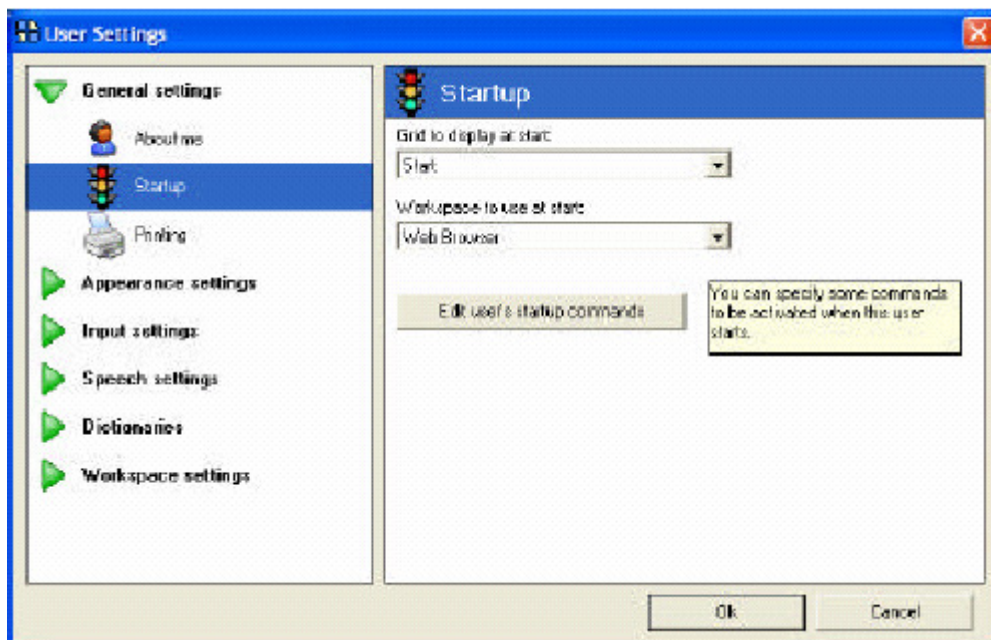 User Settings
General settings
About me
Startup
Printing
Appearance settings
Input settings
Speech settings
Dictionaries
Workspace settings
Startup
Grid to display at start:
Start
Workspace to use at start:
Web Browser
Edit user's startup commands
You can specify some commands
to be activated when this user
starts.
Ok
Cancel